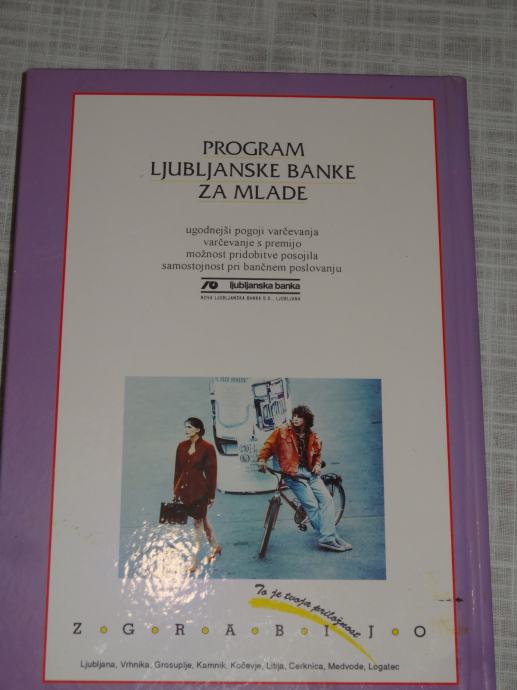 PROGRAM
LJUBLJANSKE BANKE
ZA MLADE
ugodnejši pogoji varčevanja
varčevanje s premijo
možnost pridobitve posojila
samostojnost pri bančnem poslovanju
ljubljanska banka
NOVA LJUBLJANSKA BANKA D.D., LJUBLJANA
To je tvoja priložnost
Z•G•R•A•B•I•J•O
Ljubljana, Vrhnika, Grosuplje, Kamnik, Kočevje, Litija, Cerknica, Medvode, Logatec